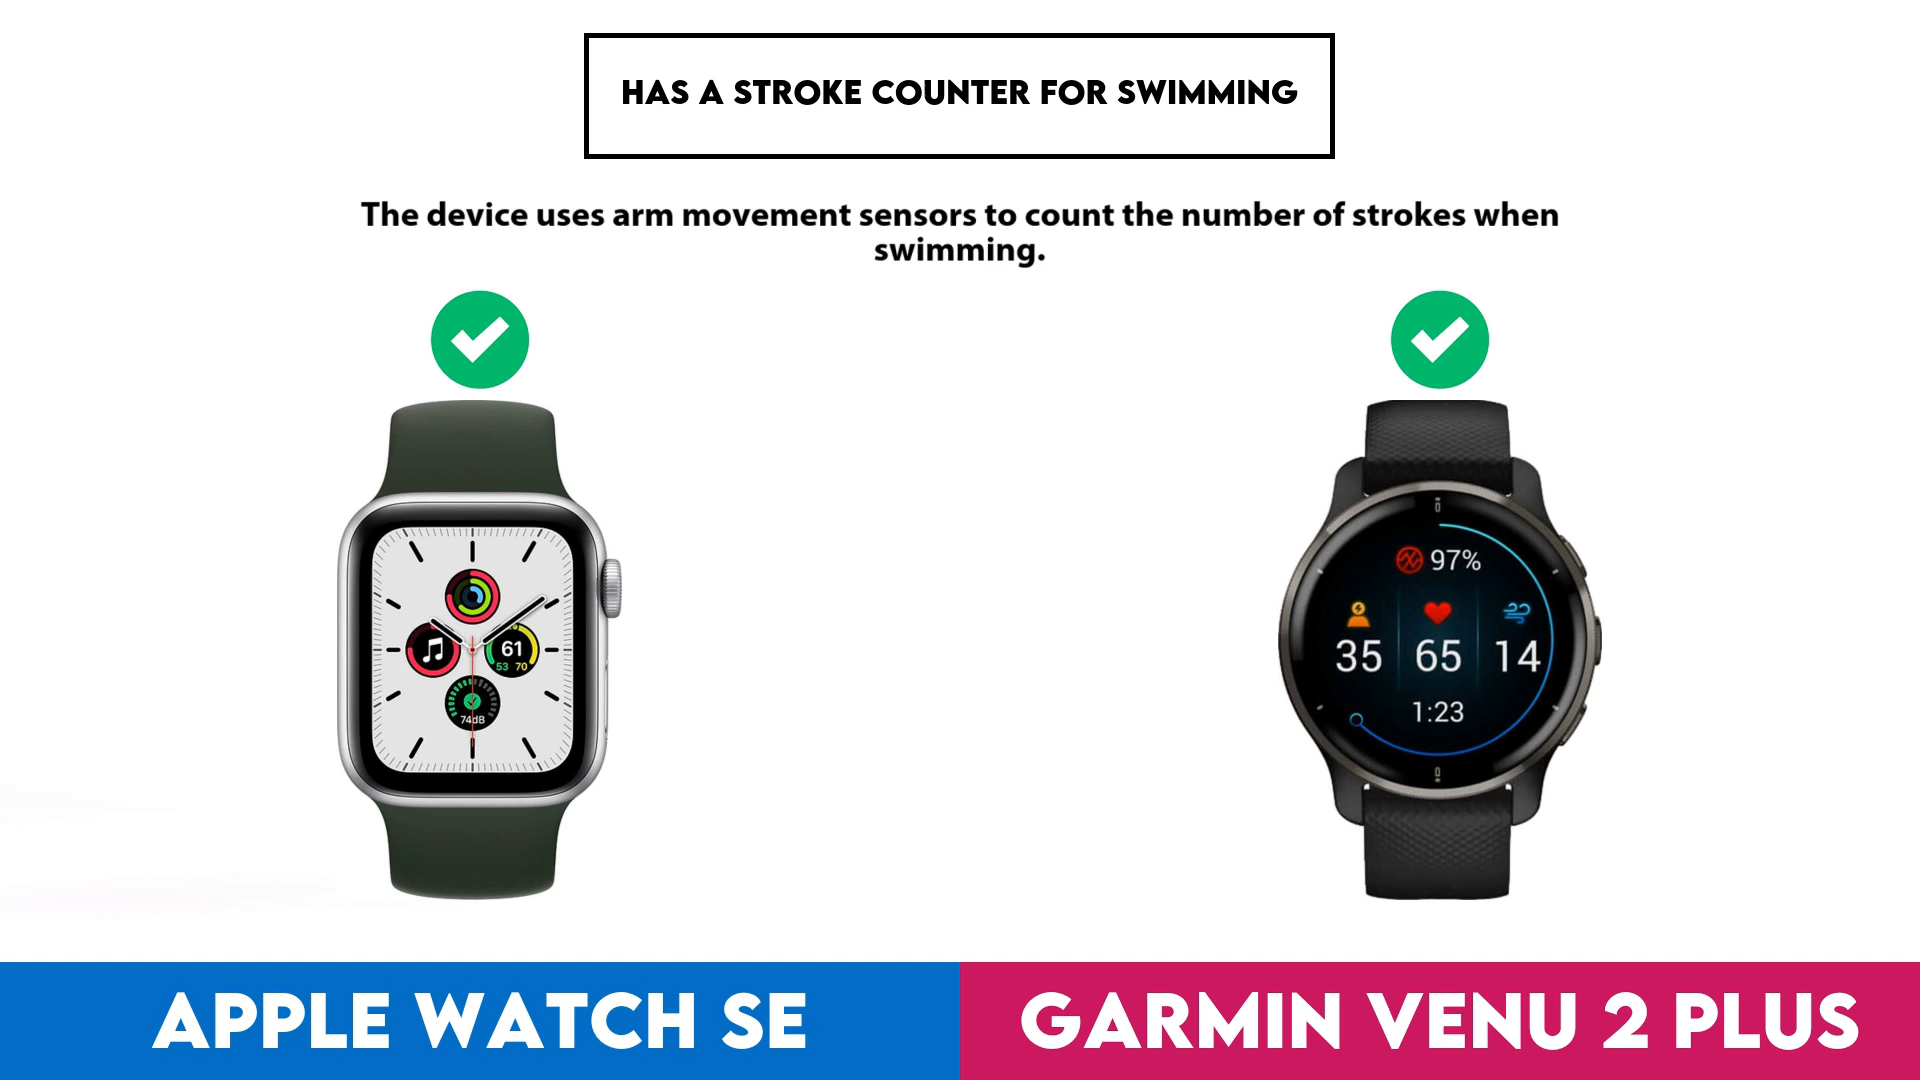 HAS A STROKE COUNTER FOR SWIMMING
The device uses arm movement sensors to count the number of strokes when
swimming.
61
53 70
74dB
97%
35 65 14
1:23
APPLE WATCH SE
GARMIN VENU 2 PLUS